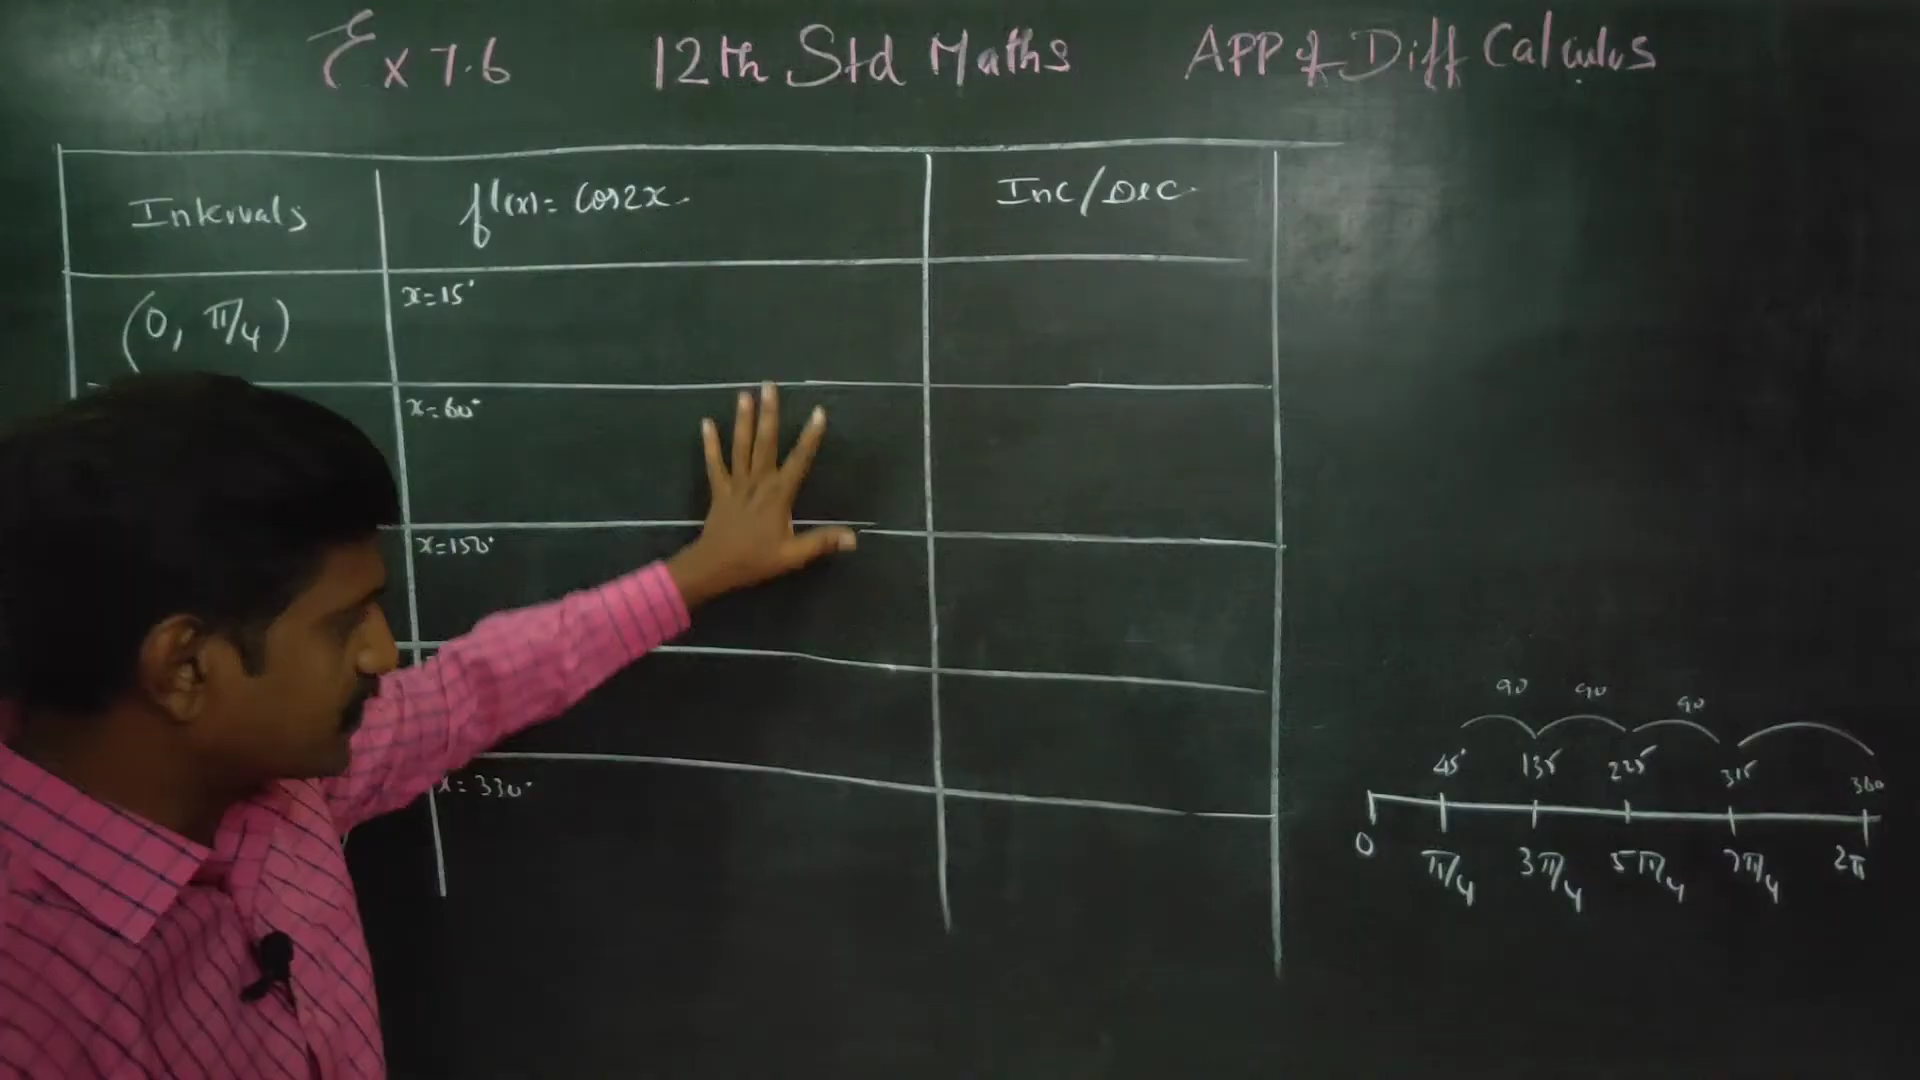 Ex 7.6 12th Std Maths APP of Diff Calculus
Intervals f'(x) = Cos2x Inc/Dec
(0, π/4) x=15°
x=60°
x=150°
x=330°
90 90 90
45° 135 225 315 360
0 π/4 3π/4 5π/4 7π/4 2π